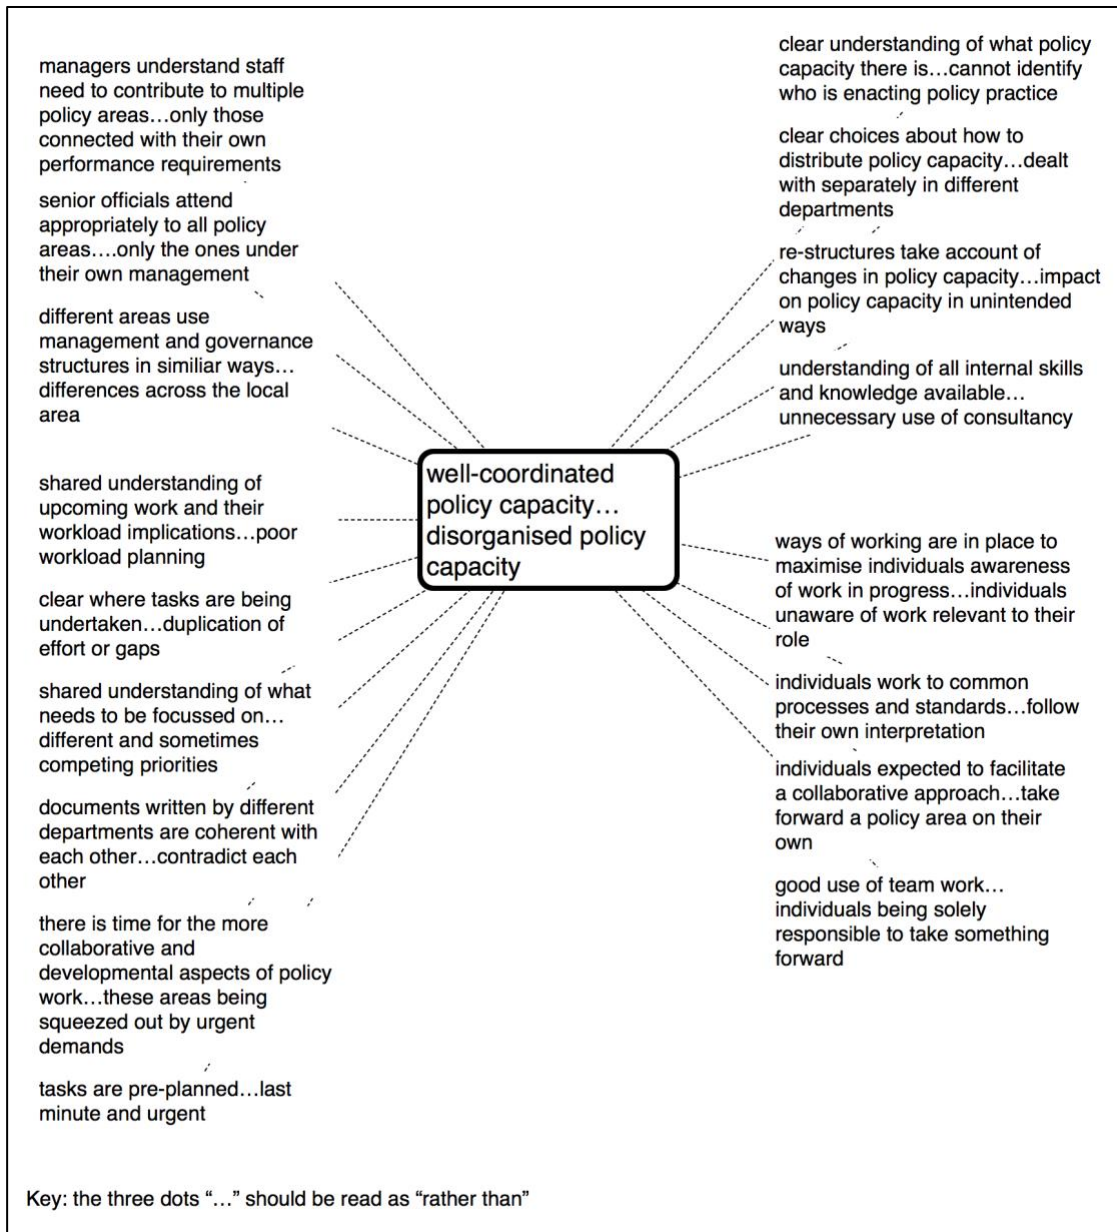 managers understand staff
need to contribute to multiple
policy areas…only those
connected with their own
performance requirements
senior officials attend
appropriately to all policy
areas….only the ones under
their own management
different areas use
management and governance
structures in similiar ways…
differences across the local
area
shared understanding of
upcoming work and their
workload implications…poor
workload planning
clear where tasks are being
undertaken…duplication of
effort or gaps
shared understanding of what
needs to be focussed on…
different and sometimes
competing priorities
documents written by different
departments are coherent with
each other…contradict each
other
there is time for the more
collaborative and
developmental aspects of policy
work…these areas being
squeezed out by urgent
demands
tasks are pre-planned…last
minute and urgent
well-coordinated
policy capacity…
disorganised policy
capacity
clear understanding of what policy
capacity there is…cannot identify
who is enacting policy practice
clear choices about how to
distribute policy capacity…dealt
with separately in different
departments
re-structures take account of
changes in policy capacity…impact
on policy capacity in unintended
ways
understanding of all internal skills
and knowledge available…
unnecessary use of consultancy
ways of working are in place to
maximise individuals awareness
of work in progress…individuals
unaware of work relevant to their
role
individuals work to common
processes and standards…follow
their own interpretation
individuals expected to facilitate
a collaborative approach…take
forward a policy area on their
own
good use of team work…
individuals being solely
responsible to take something
forward
Key: the three dots “…” should be read as “rather than”